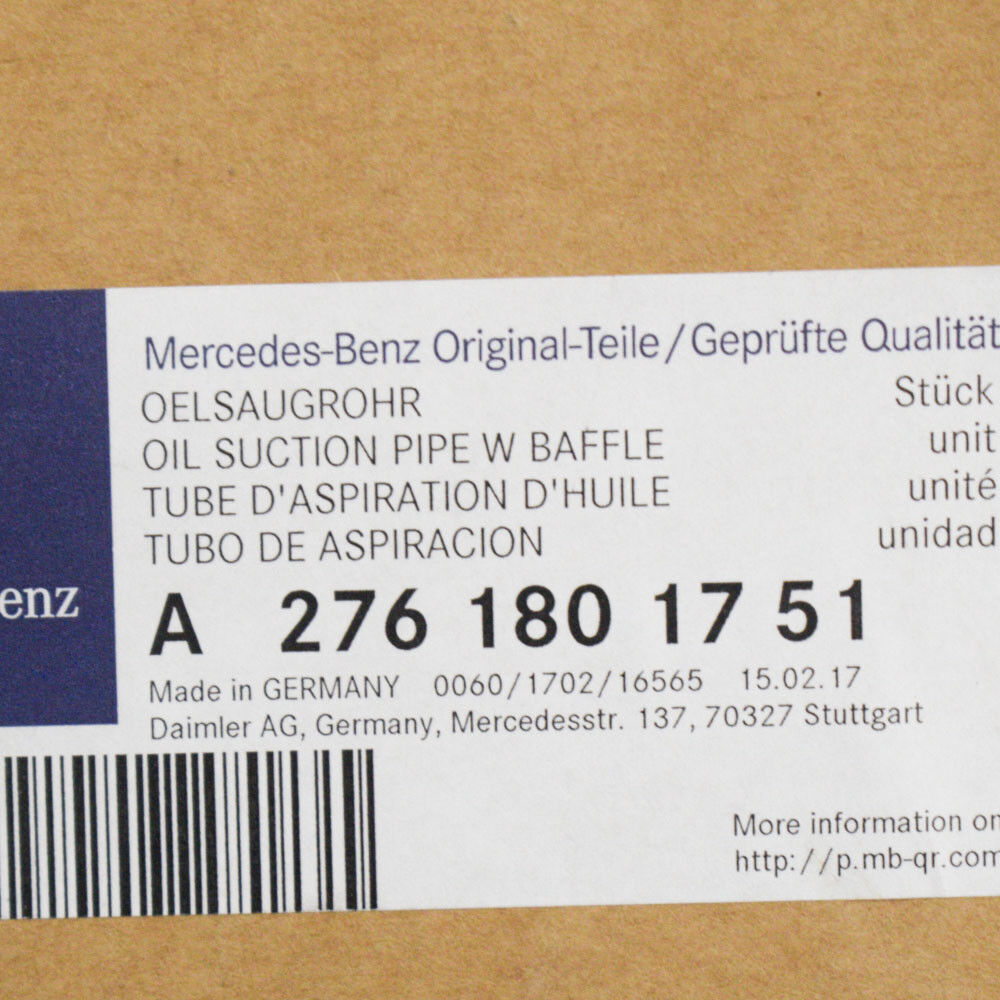 Mercedes-Benz Original-Teile/Geprüfte Qualität
OELSAUGROHR Stück
OIL SUCTION PIPE W BAFFLE unit
TUBE D'ASPIRATION D'HUILE unité
TUBO DE ASPIRACION unidad
enz
A 276 180 17 51
Made in GERMANY 0060/1702/16565 15.02.17
Daimler AG, Germany, Mercedesstr. 137, 70327 Stuttgart
More information on
http://p.mb-qr.com